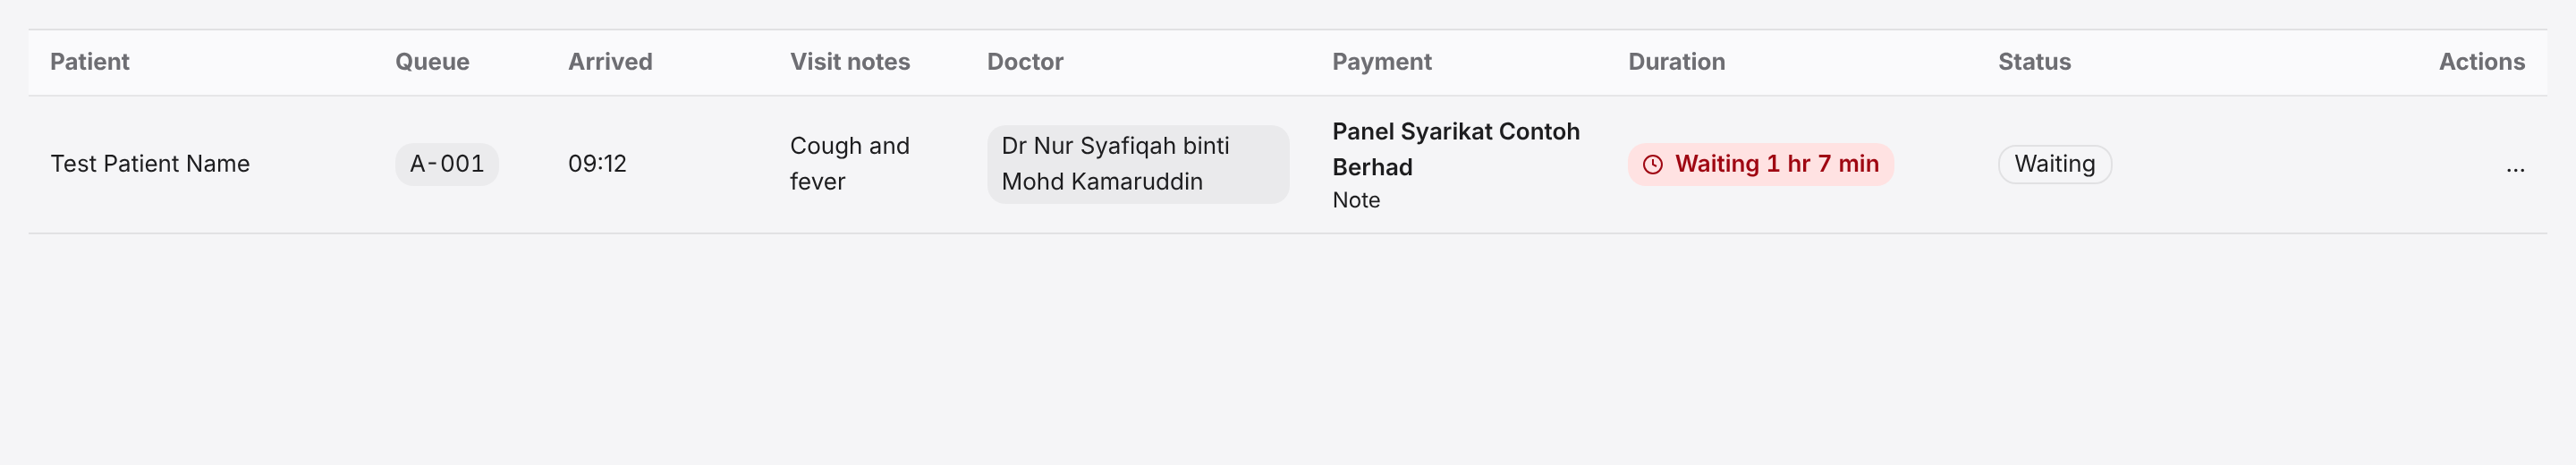 Patient Queue Arrived Visit notes Doctor Payment Duration Status Actions
Test Patient Name
A-001
09:12
Cough and
fever
Dr Nur Syafiqah binti
Mohd Kamaruddin
Panel Syarikat Contoh
Berhad
Note
Waiting 1 hr 7 min
Waiting
...